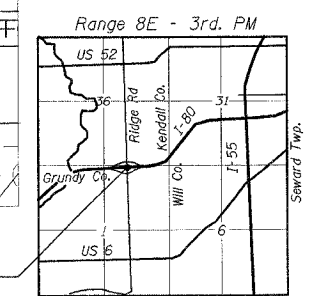 Range 8E - 3rd. PM
US 52
36
31
Ridge Rd
Kendall Co.
I-80
I-55
Seward Twp.
Grundy Co.
Will Co.
1
6
US 6